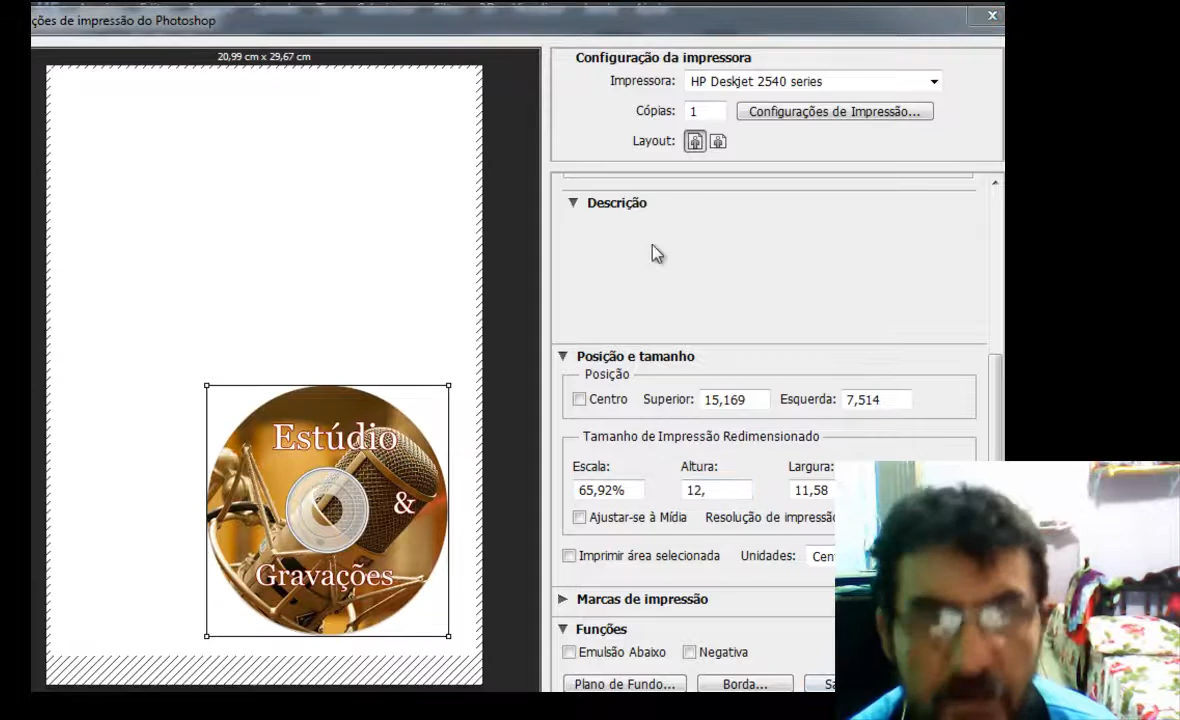 ções de impressão do Photoshop
20,99 cm x 29,67 cm
Configuração da impressora
Impressora: HP Deskjet 2540 series
Cópias: 1 Configurações de Impressão...
Layout:
Descrição
Posição e tamanho
Posição
Centro Superior: 15,169 Esquerda: 7,514
Tamanho de Impressão Redimensionado
Escala: Altura: Largura:
65,92% 12, 11,58
Ajustar-se à Mídia Resolução de impressã
Imprimir área selecionada Unidades: Cen
Marcas de impressão
Funções
Emulsão Abaixo Negativa
Plano de Fundo... Borda... Sa
Estúdio
&
Gravações